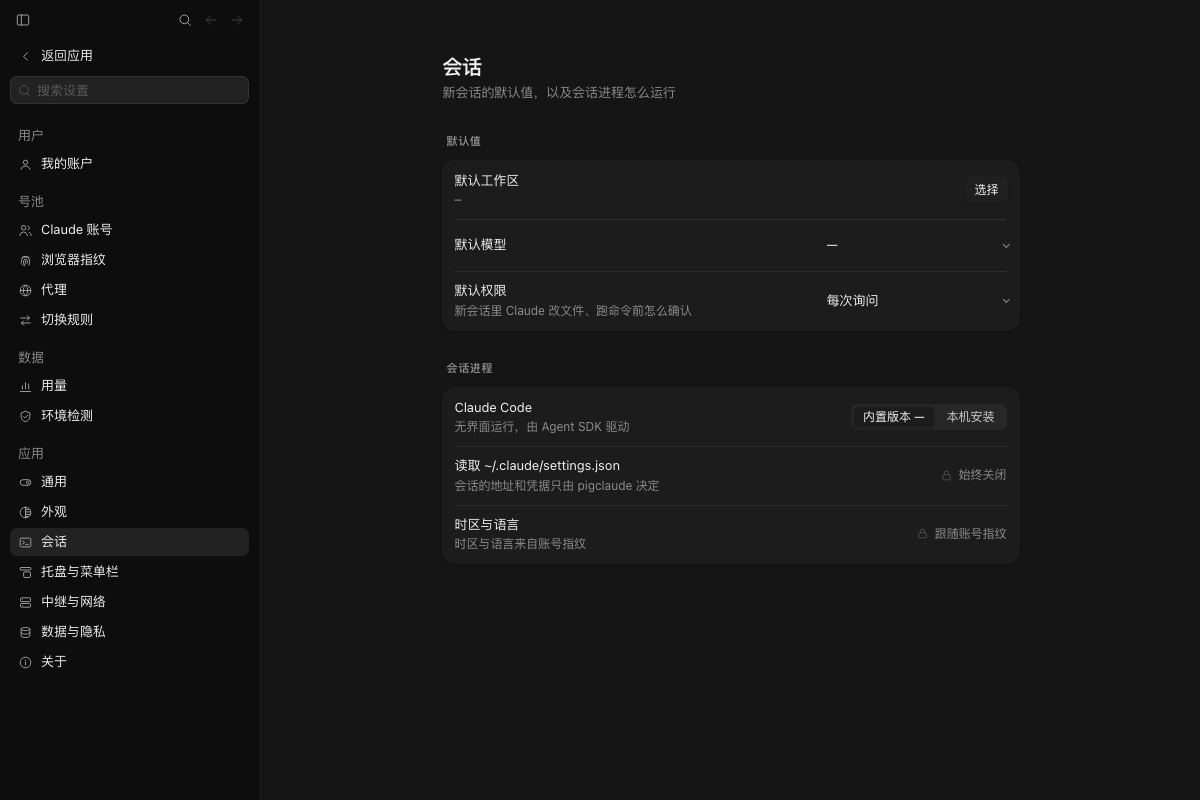 返回应用
搜索设置
用户
我的账户
号池
Claude 账号
浏览器指纹
代理
切换规则
数据
用量
环境检测
应用
通用
外观
会话
托盘与菜单栏
中继与网络
数据与隐私
关于
会话
新会话的默认值，以及会话进程怎么运行
默认值
默认工作区
选择
—
默认模型
—
默认权限
新会话里 Claude 改文件、跑命令前怎么确认
每次询问
会话进程
Claude Code
无界面运行，由 Agent SDK 驱动
内置版本 — 本机安装
读取 ~/.claude/settings.json
会话的地址和凭据只由 pigclaude 决定
始终关闭
时区与语言
时区与语言来自账号指纹
跟随账号指纹